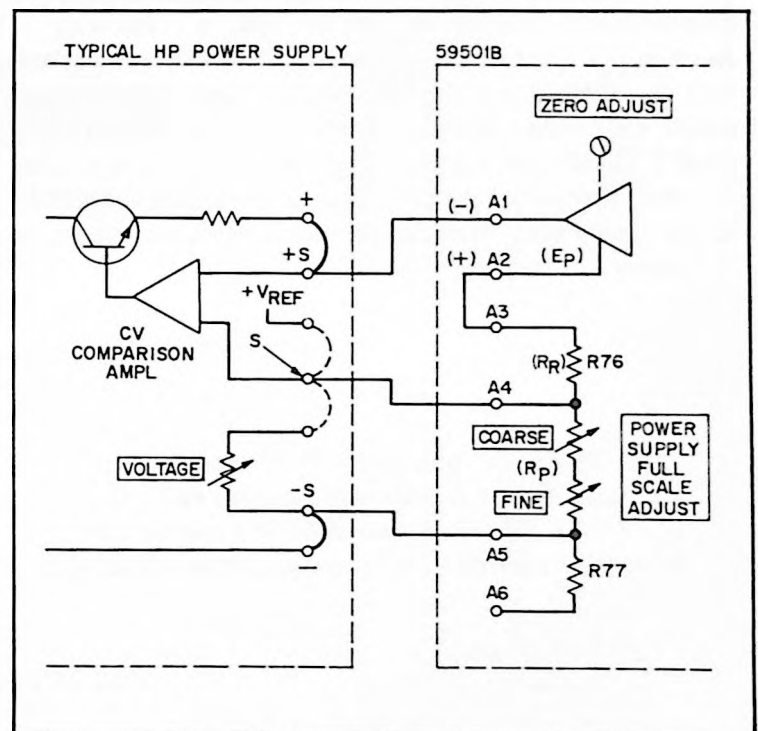 TYPICAL HP POWER SUPPLY
59501B
ZERO ADJUST
+
(-) A1
+S
(+) A2
(EP)
+VREF
A3
CV
COMPARISON
AMPL
S
(RR) R76
A4
COARSE
POWER
SUPPLY
FULL
SCALE
ADJUST
(RP)
VOLTAGE
FINE
-S
A5
R77
-
A6